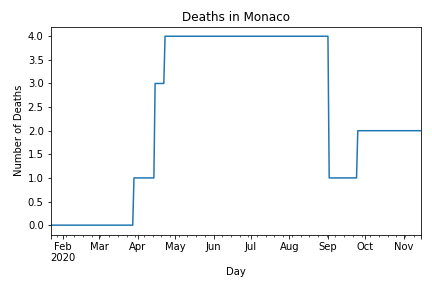 Deaths in Monaco
4.0
3.5
3.0
2.5
2.0
1.5
1.0
0.5
0.0
Number of Deaths
Feb Mar Apr May Jun Jul Aug Sep Oct Nov
2020
Day